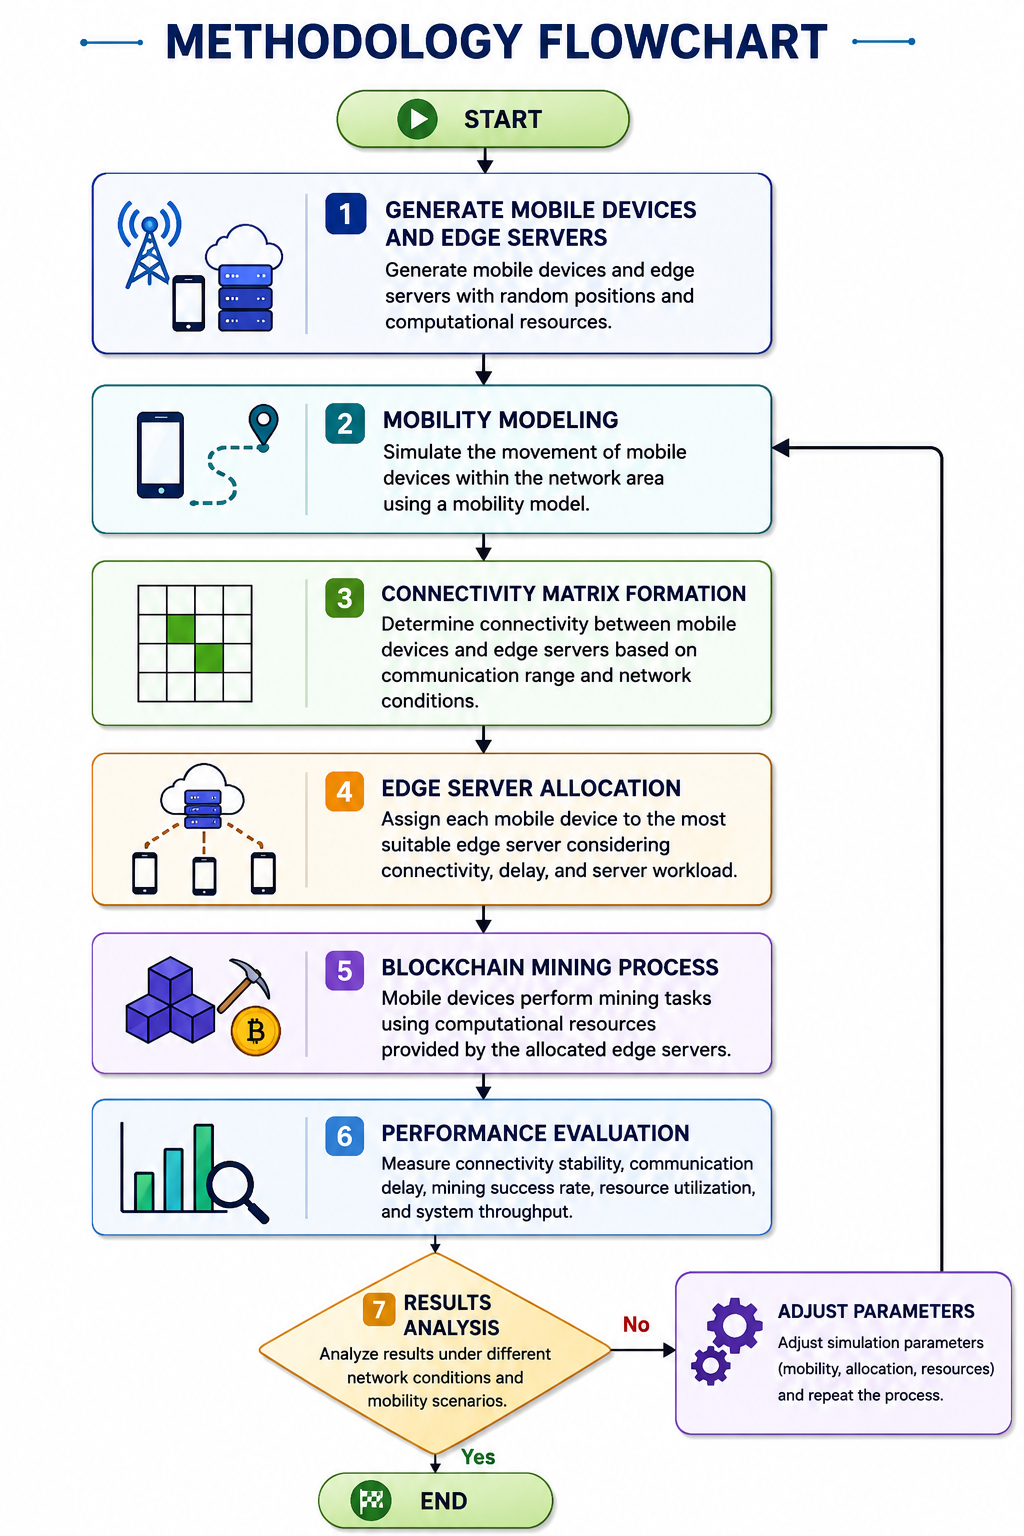 METHODOLOGY FLOWCHART
START
1
GENERATE MOBILE DEVICES
AND EDGE SERVERS
Generate mobile devices and edge
servers with random positions and
computational resources.
2
MOBILITY MODELING
Simulate the movement of mobile
devices within the network area
using a mobility model.
3
CONNECTIVITY MATRIX FORMATION
Determine connectivity between mobile
devices and edge servers based on
communication range and network
conditions.
4
EDGE SERVER ALLOCATION
Assign each mobile device to the most
suitable edge server considering
connectivity, delay, and server workload.
5
BLOCKCHAIN MINING PROCESS
Mobile devices perform mining tasks
using computational resources
provided by the allocated edge servers.
6
PERFORMANCE EVALUATION
Measure connectivity stability, communication
delay, mining success rate, resource utilization,
and system throughput.
7
RESULTS
ANALYSIS
Analyze results under different
network conditions and
mobility scenarios.
No
ADJUST PARAMETERS
Adjust simulation parameters
(mobility, allocation, resources)
and repeat the process.
Yes
END